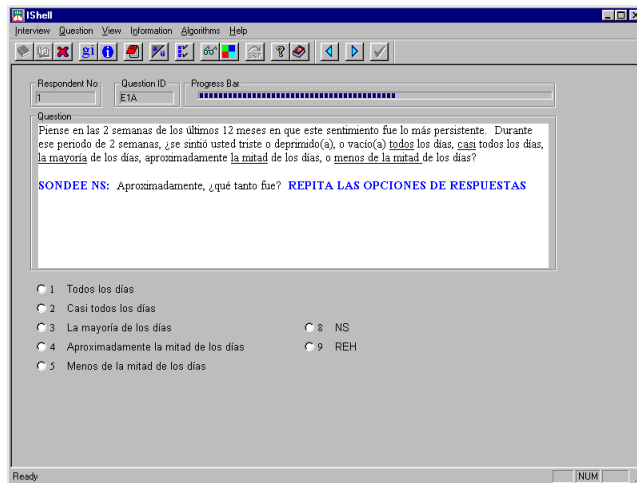 IShell
Interview Question View Information Algorithms Help
gi
Respondent No
Question ID
Progress Bar
1
E1A
Question
Piense en las 2 semanas de los últimos 12 meses en que este sentimiento fue lo más persistente. Durante
ese periodo de 2 semanas, ¿se sintió usted triste o deprimido(a), o vacío(a) todos los días, casi todos los días,
la mayoría de los días, aproximadamente la mitad de los días, o menos de la mitad de los días?
SONDEE NS: Aproximadamente, ¿qué tanto fue? REPITA LAS OPCIONES DE RESPUESTAS
1 Todos los días
2 Casi todos los días
3 La mayoría de los días
8 NS
4 Aproximadamente la mitad de los días
9 REH
5 Menos de la mitad de los días
Ready
NUM